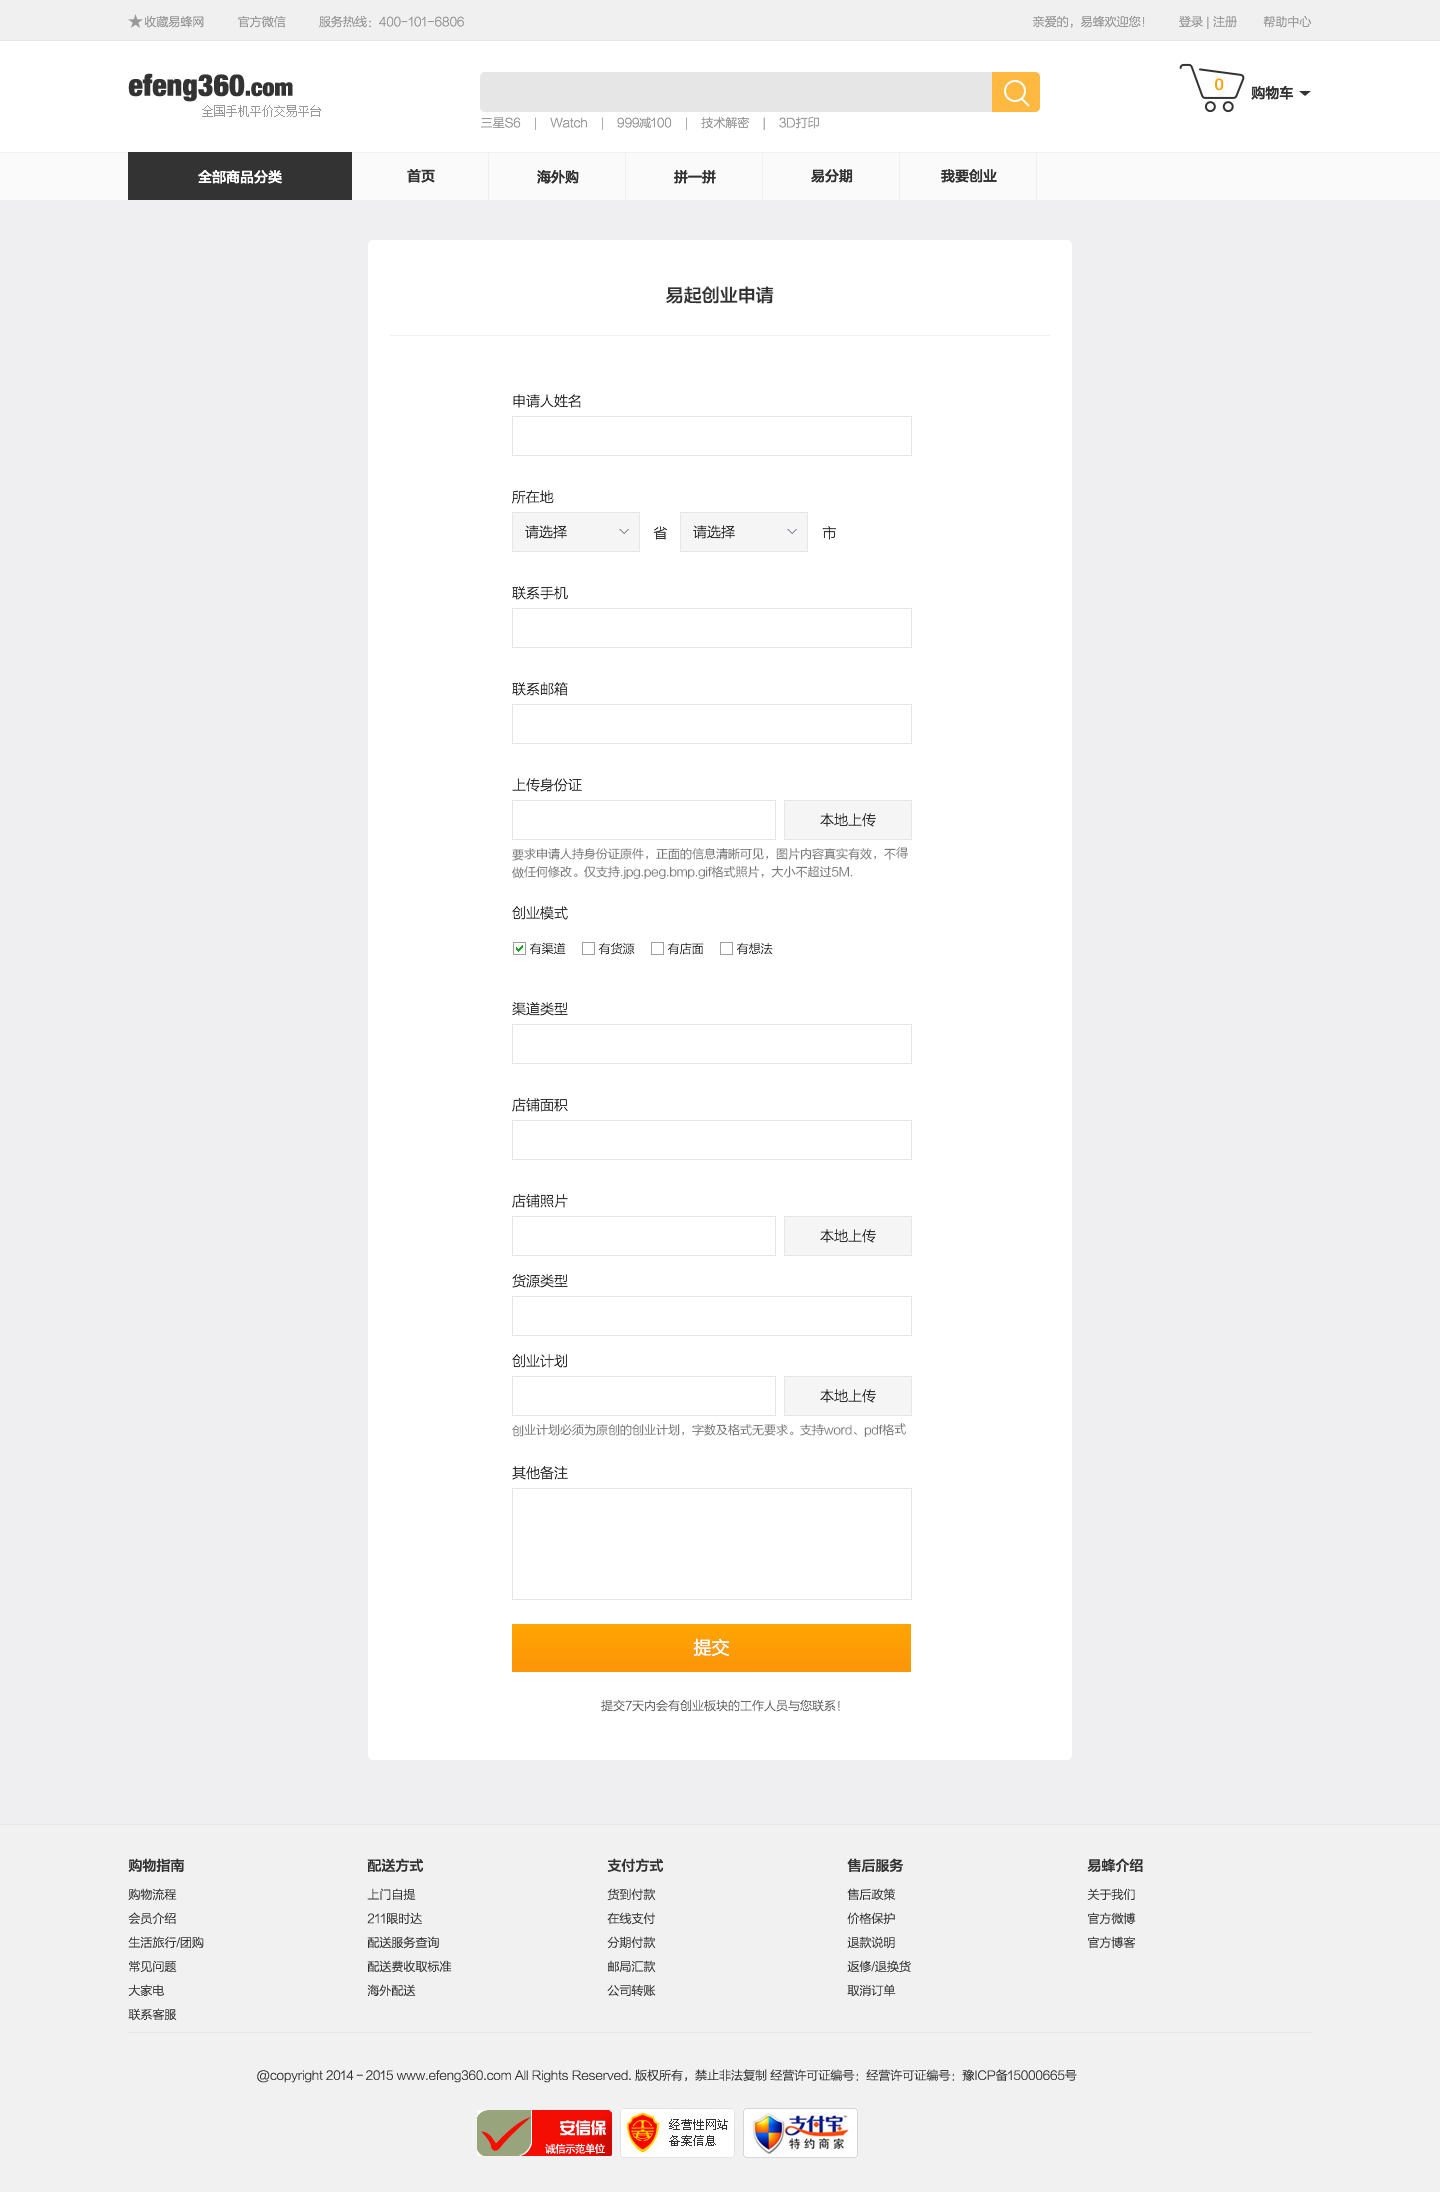 ★收藏易蜂网 官方微信 服务热线：400-101-6806 亲爱的，易蜂欢迎您！ 登录 | 注册 帮助中心
efeng360.com
全国手机平价交易平台
0 购物车
三星S6 | Watch | 999减100 | 技术解密 | 3D打印
全部商品分类 首页 海外购 拼一拼 易分期 我要创业
易起创业申请
申请人姓名
所在地
请选择 省 请选择 市
联系手机
联系邮箱
上传身份证
本地上传
要求申请人持身份证原件，正面的信息清晰可见，图片内容真实有效，不得
做任何修改。仅支持.jpg.peg.bmp.gif格式照片，大小不超过5M.
创业模式
有渠道 有货源 有店面 有想法
渠道类型
店铺面积
店铺照片
本地上传
货源类型
创业计划
本地上传
创业计划必须为原创的创业计划，字数及格式无要求。支持word、pdf格式
其他备注
提交
提交7天内会有创业板块的工作人员与您联系！
购物指南 配送方式 支付方式 售后服务 易蜂介绍
购物流程 上门自提 货到付款 售后政策 关于我们
会员介绍 211限时达 在线支付 价格保护 官方微博
生活旅行/团购 配送服务查询 分期付款 退款说明 官方博客
常见问题 配送费收取标准 邮局汇款 返修/退换货
大家电 海外配送 公司转账 取消订单
联系客服
@copyright 2014 - 2015 www.efeng360.com All Rights Reserved. 版权所有，禁止非法复制 经营许可证编号；经营许可证编号；豫ICP备15000665号
安信保 经营性网站 支付宝
诚信示范单位 备案信息 特约商家